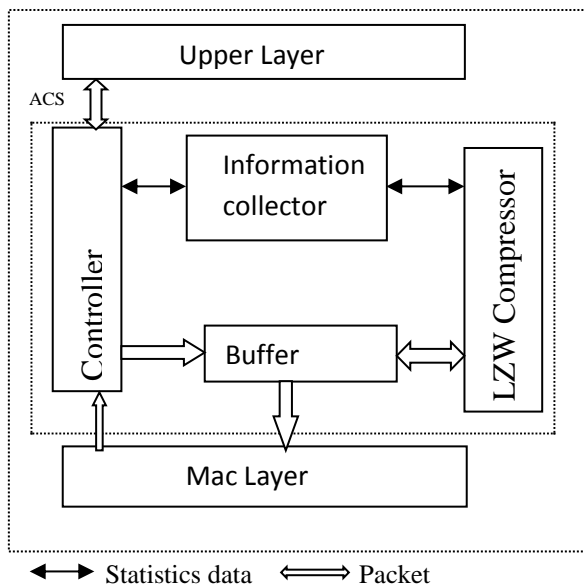 Upper Layer
ACS
Controller
Information
collector
LZW Compressor
Buffer
Mac Layer
Statistics data
Packet